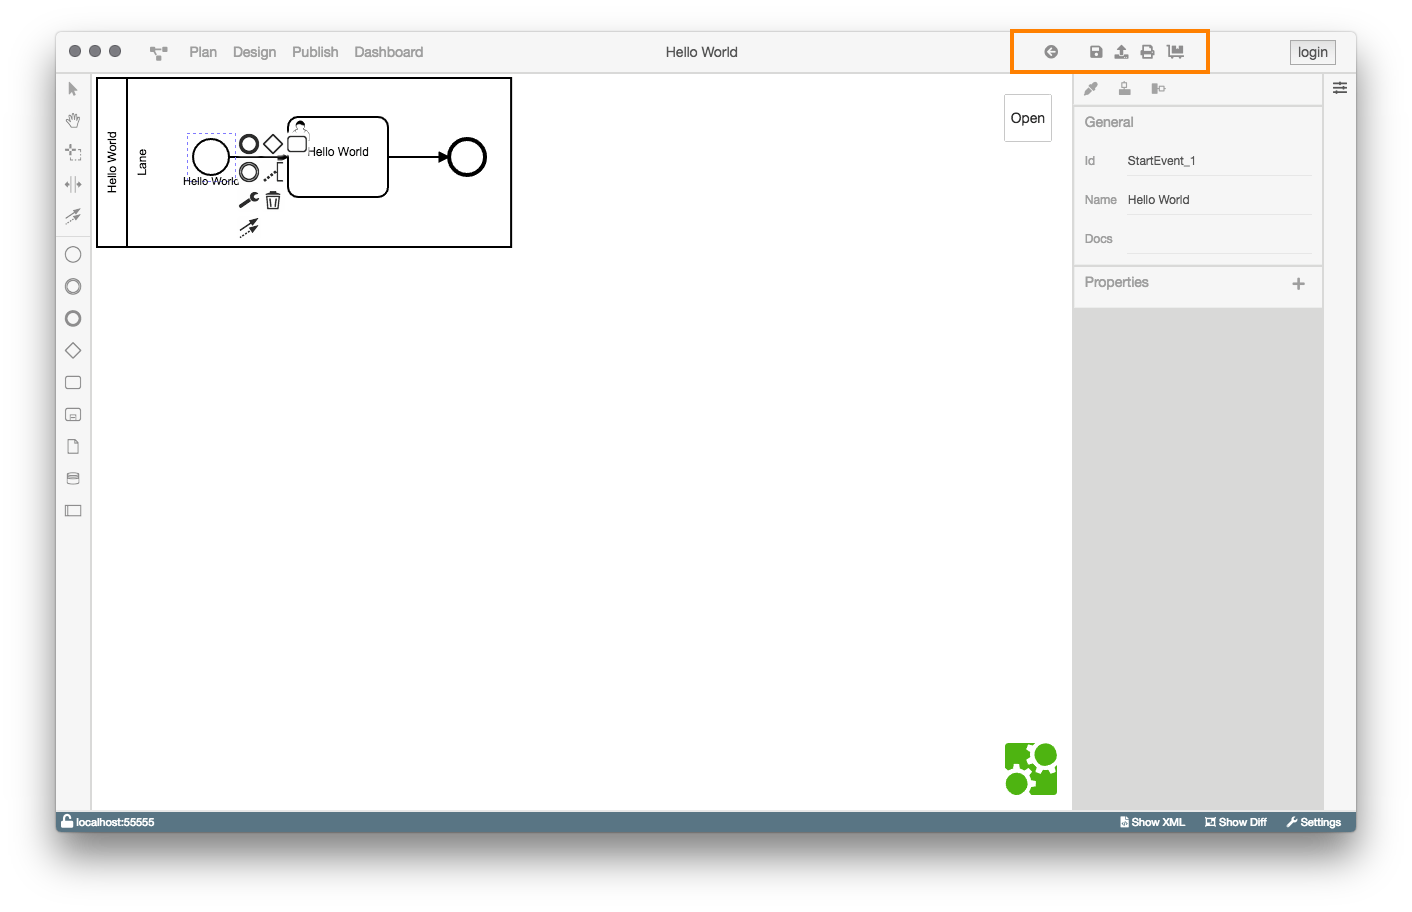 Plan Design Publish Dashboard
Hello World
login
Hello World
Lane
Hello World
Hello World
Open
General
Id StartEvent_1
Name Hello World
Docs
Properties
localhost:55555
Show XML Show Diff Settings